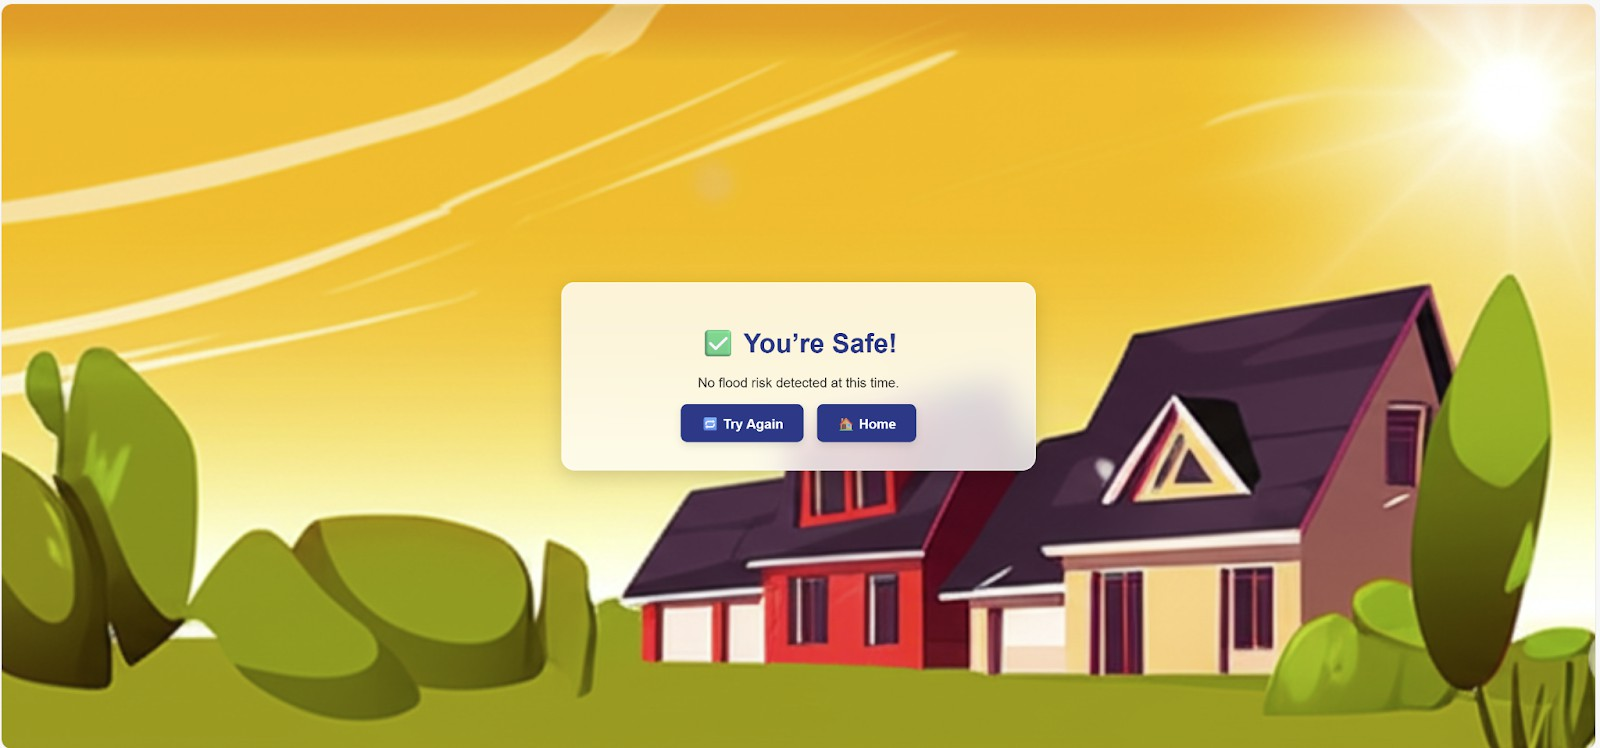 ✅ You’re Safe!
No flood risk detected at this time.
🔁 Try Again 🏠 Home